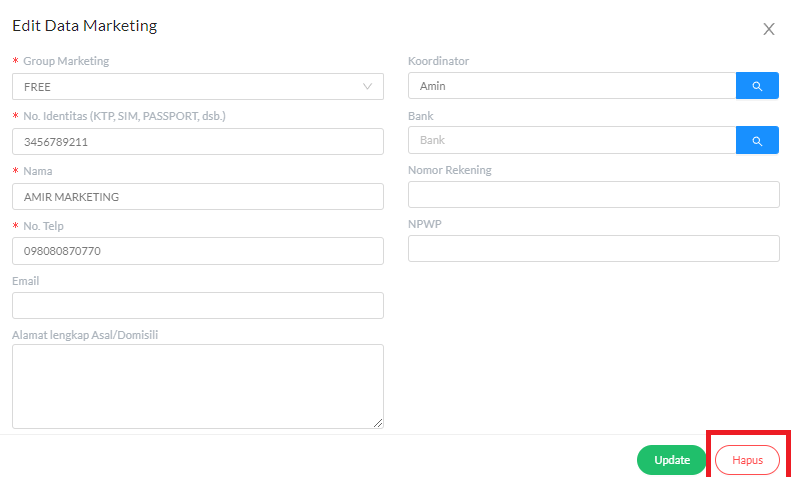 Edit Data Marketing
* Group Marketing
FREE
* No. Identitas (KTP, SIM, PASSPORT, dsb.)
3456789211
* Nama
AMIR MARKETING
* No. Telp
098080870770
Email
Alamat lengkap Asal/Domisili
Koordinator
Amin
Bank
Bank
Nomor Rekening
NPWP
Update
Hapus